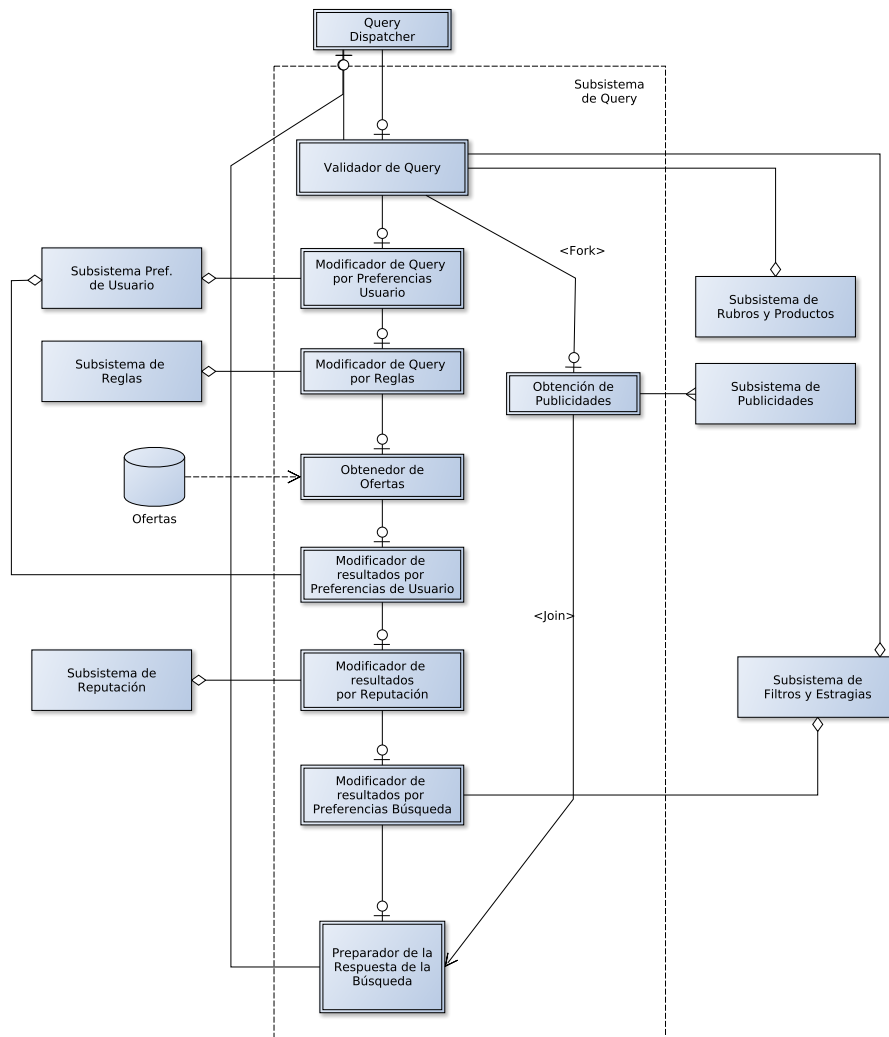 Query
Dispatcher
Subsistema
de Query
Validador de Query
<Fork>
Subsistema Pref.
de Usuario
Modificador de Query
por Preferencias
Usuario
Subsistema de
Rubros y Productos
Subsistema de
Reglas
Modificador de Query
por Reglas
Obtención de
Publicidades
Subsistema de
Publicidades
Obtenedor de
Ofertas
Ofertas
Modificador de
resultados por
Preferencias de Usuario
<Join>
Subsistema de
Reputación
Modificador de
resultados
por Reputación
Subsistema de
Filtros y Estragias
Modificador de
resultados por
Preferencias Búsqueda
Preparador de la
Respuesta de la
Búsqueda